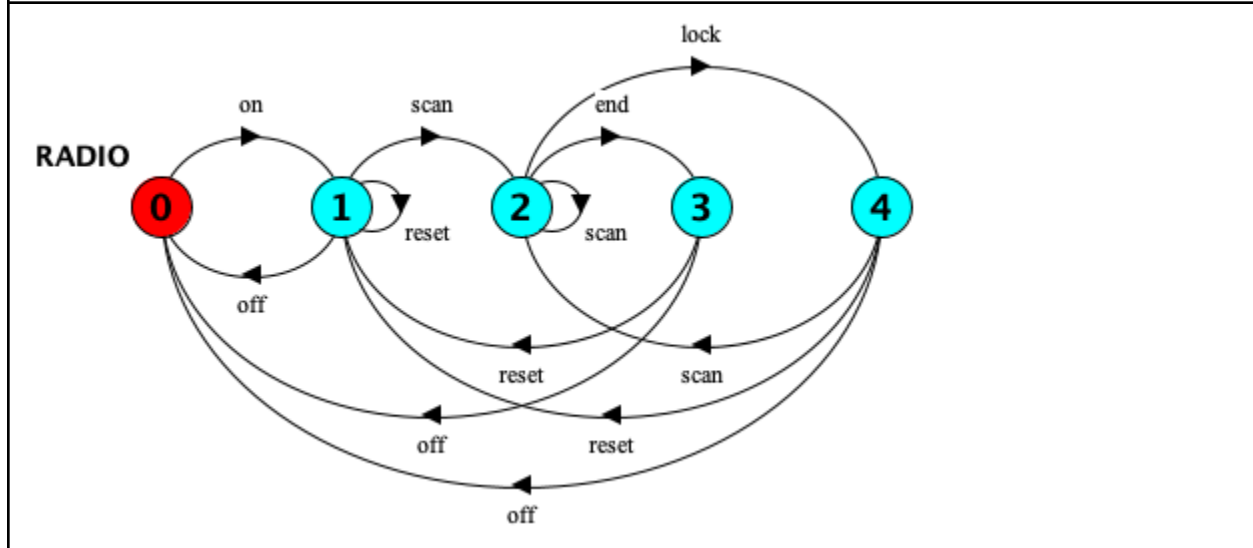 lock
on
scan
end
RADIO
0
1
2
3
4
reset
scan
off
reset
scan
off
reset
off